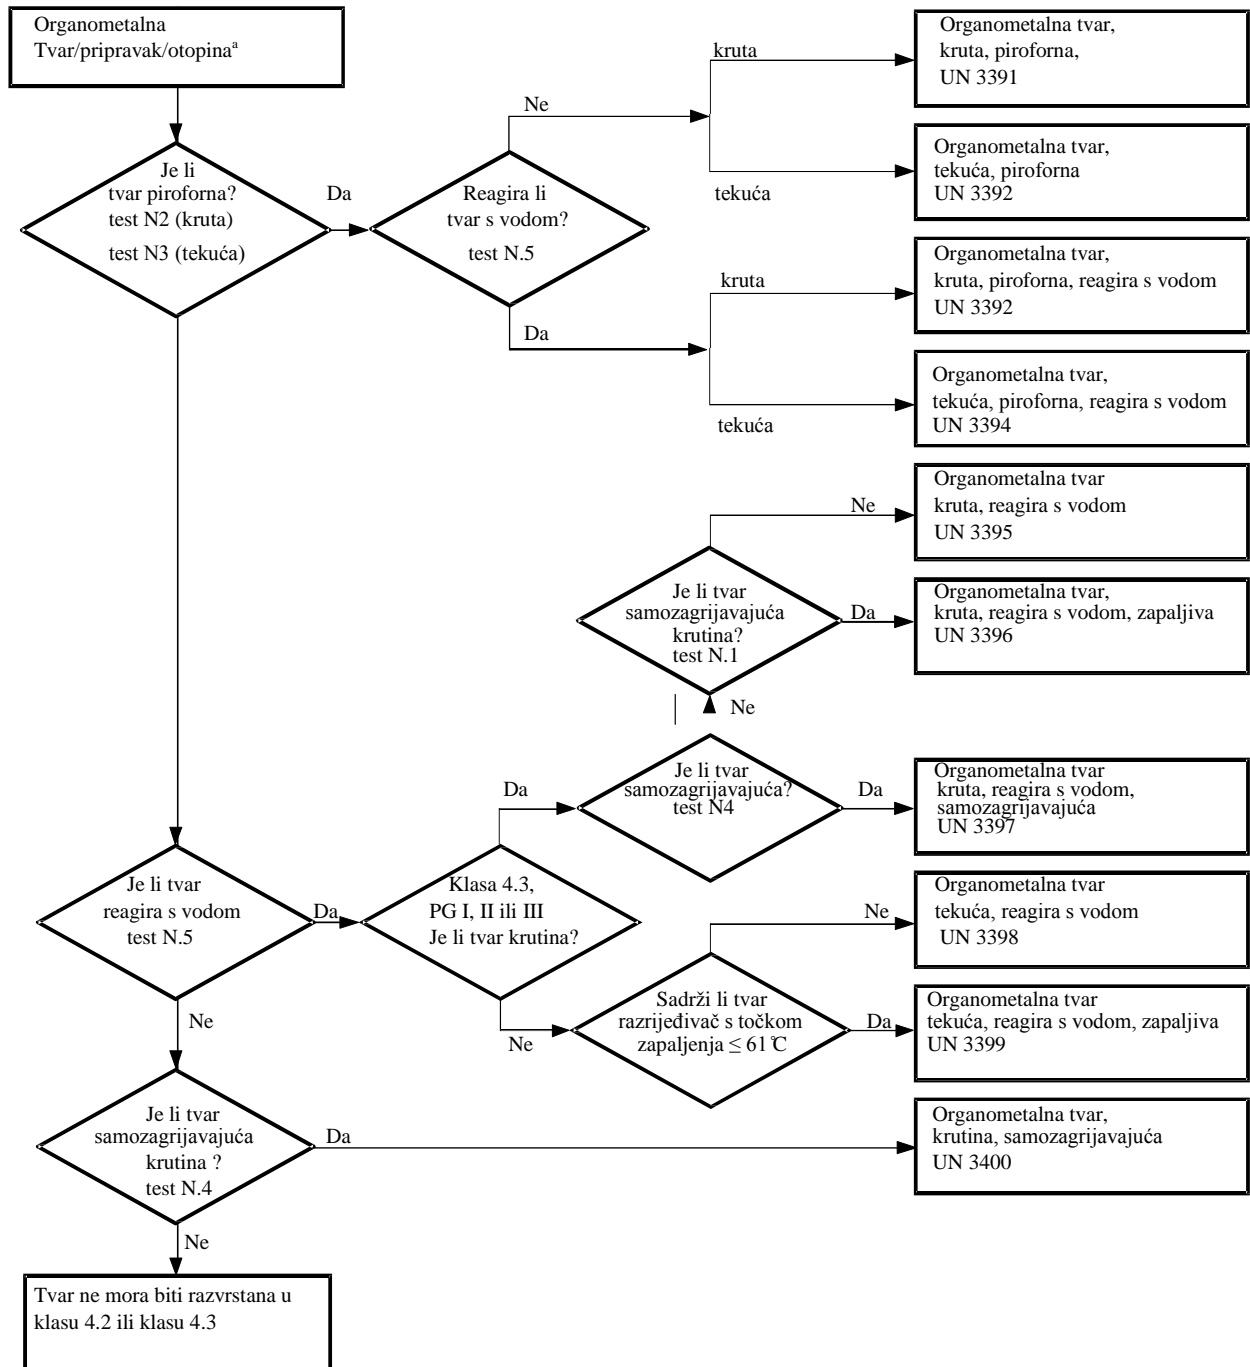 Organometalna
Tvar/pripravak/otopinaᵃ
Je li
tvar piroforna?
test N2 (kruta)
test N3 (tekuća)
Da
Reagira li
tvar s vodom?
test N.5
Ne
kruta
tekuća
Organometalna tvar,
kruta, piroforna,
UN 3391
Organometalna tvar,
tekuća, piroforna
UN 3392
Da
kruta
tekuća
Organometalna tvar,
kruta, piroforna, reagira s vodom
UN 3392
Organometalna tvar,
tekuća, piroforna, reagira s vodom
UN 3394
Ne
Organometalna tvar
kruta, reagira s vodom
UN 3395
Je li tvar
samozagrijavajuća
krutina?
test N.1
Da
Organometalna tvar,
kruta, reagira s vodom, zapaljiva
UN 3396
Ne
Je li tvar
samozagrijavajuća?
test N4
Da
Da
Organometalna tvar
kruta, reagira s vodom,
samozagrijavajuća
UN 3397
Je li tvar
reagira s vodom
test N.5
Da
Klasa 4.3,
PG I, II ili III
Je li tvar krutina?
Ne
Organometalna tvar
tekuća, reagira s vodom
UN 3398
Ne
Ne
Sadrži li tvar
razrijeđivač s točkom
zapaljenja ≤ 61℃
Da
Organometalna tvar
tekuća, reagira s vodom, zapaljiva
UN 3399
Je li tvar
samozagrijavajuća
krutina ?
test N.4
Da
Organometalna tvar,
krutina, samozagrijavajuća
UN 3400
Ne
Tvar ne mora biti razvrstana u
klasu 4.2 ili klasu 4.3